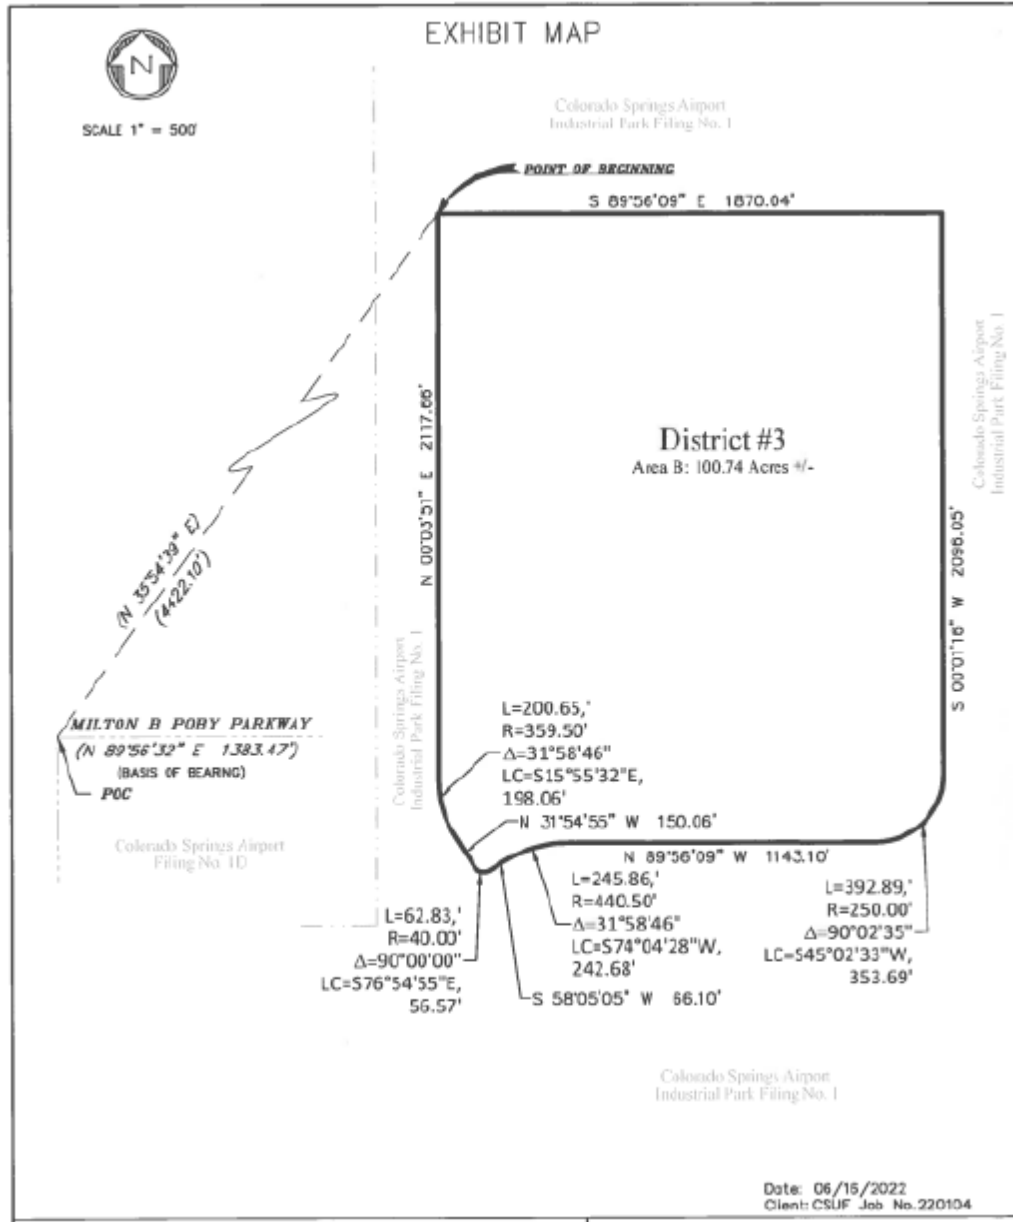 EXHIBIT MAP
N
SCALE 1" = 500'
Colorado Springs Airport
Industrial Park Filing No. 1
POINT OF BEGINNING
S 89°56'09" E 1870.04'
Colorado Springs Airport
Industrial Park Filing No. 1
N 00°03'51" E 2117.66'
District #3
Area B: 100.74 Acres +/-
S 00°01'16" W 2096.05'
(N 35°54'39" E)
(4422.10')
MILTON B POBY PARKWAY
(N 89°56'32" E 1383.47')
(BASIS OF BEARNG)
POC
Colorado Springs Airport
Filing No. 1D
Colorado Springs Airport
Industrial Park Filing No. 1
L=200.65,'
R=359.50'
Δ=31°58'46"
LC=S15°55'32"E,
198.06'
N 31°54'55" W 150.06'
N 89°56'09" W 1143.10'
L=62.83,'
R=40.00'
Δ=90°00'00"
LC=S76°54'55"E,
56.57'
L=245.86,'
R=440.50'
Δ=31°58'46"
LC=S74°04'28"W,
242.68'
S 58°05'05" W 66.10'
L=392.89,'
R=250.00'
Δ=90°02'35"
LC=S45°02'33"W,
353.69'
Colorado Springs Airport
Industrial Park Filing No. 1
Date: 06/15/2022
Client: CSUF Job No. 220104